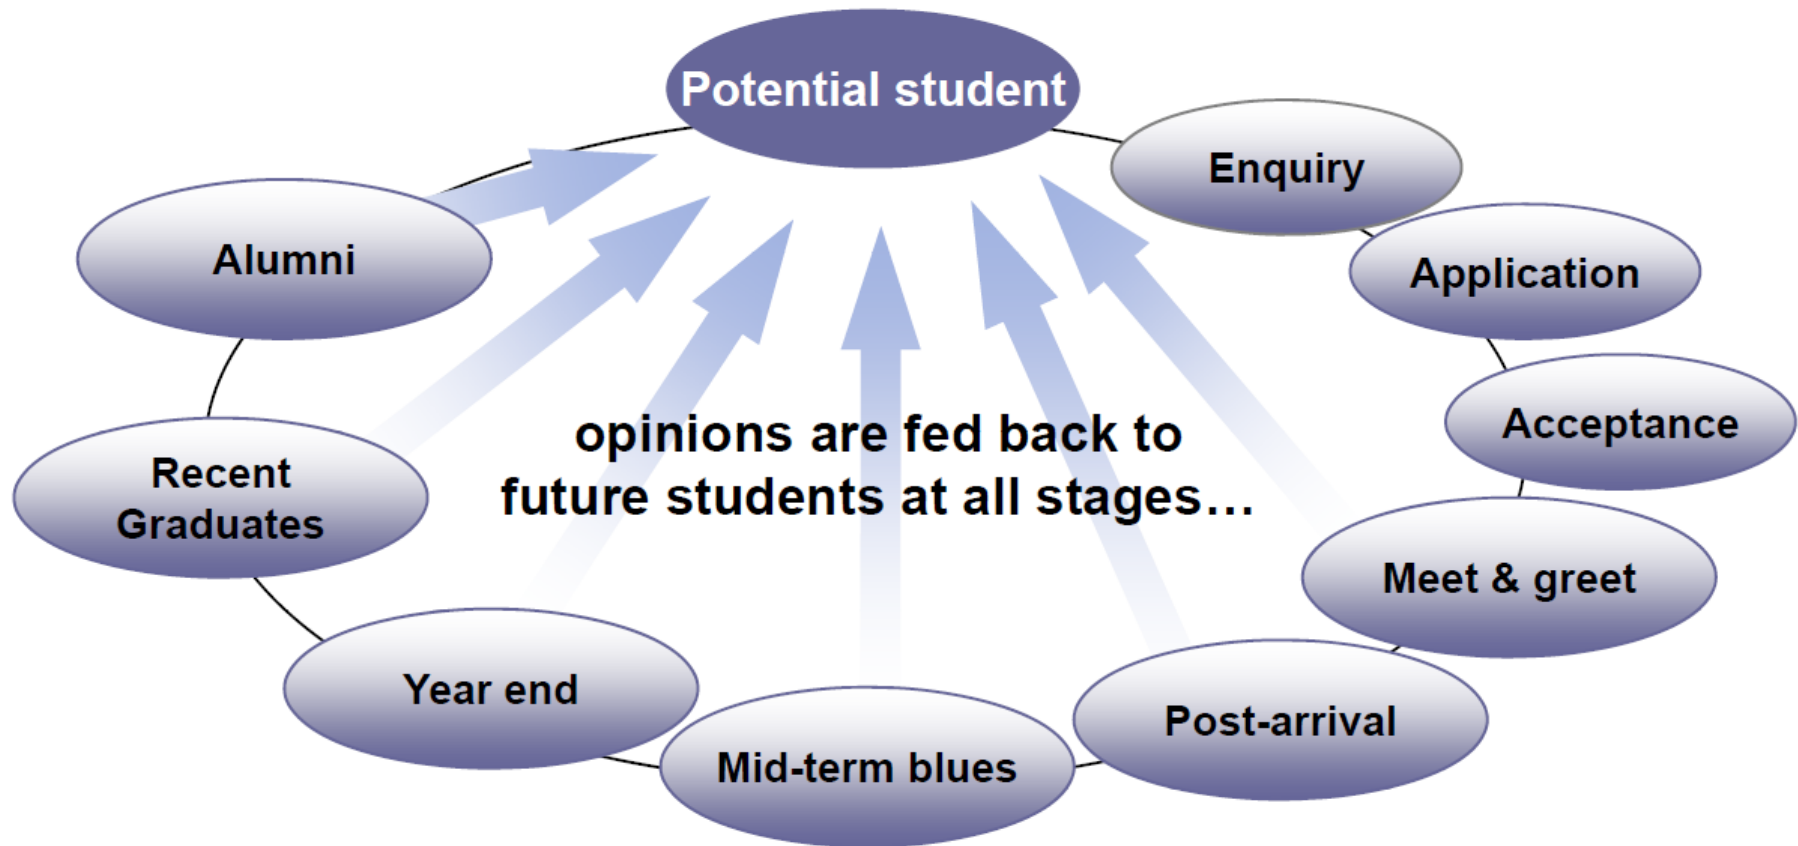 Potential student
Enquiry
Application
Acceptance
Meet & greet
Post-arrival
Mid-term blues
Year end
Recent
Graduates
Alumni
opinions are fed back to
future students at all stages…